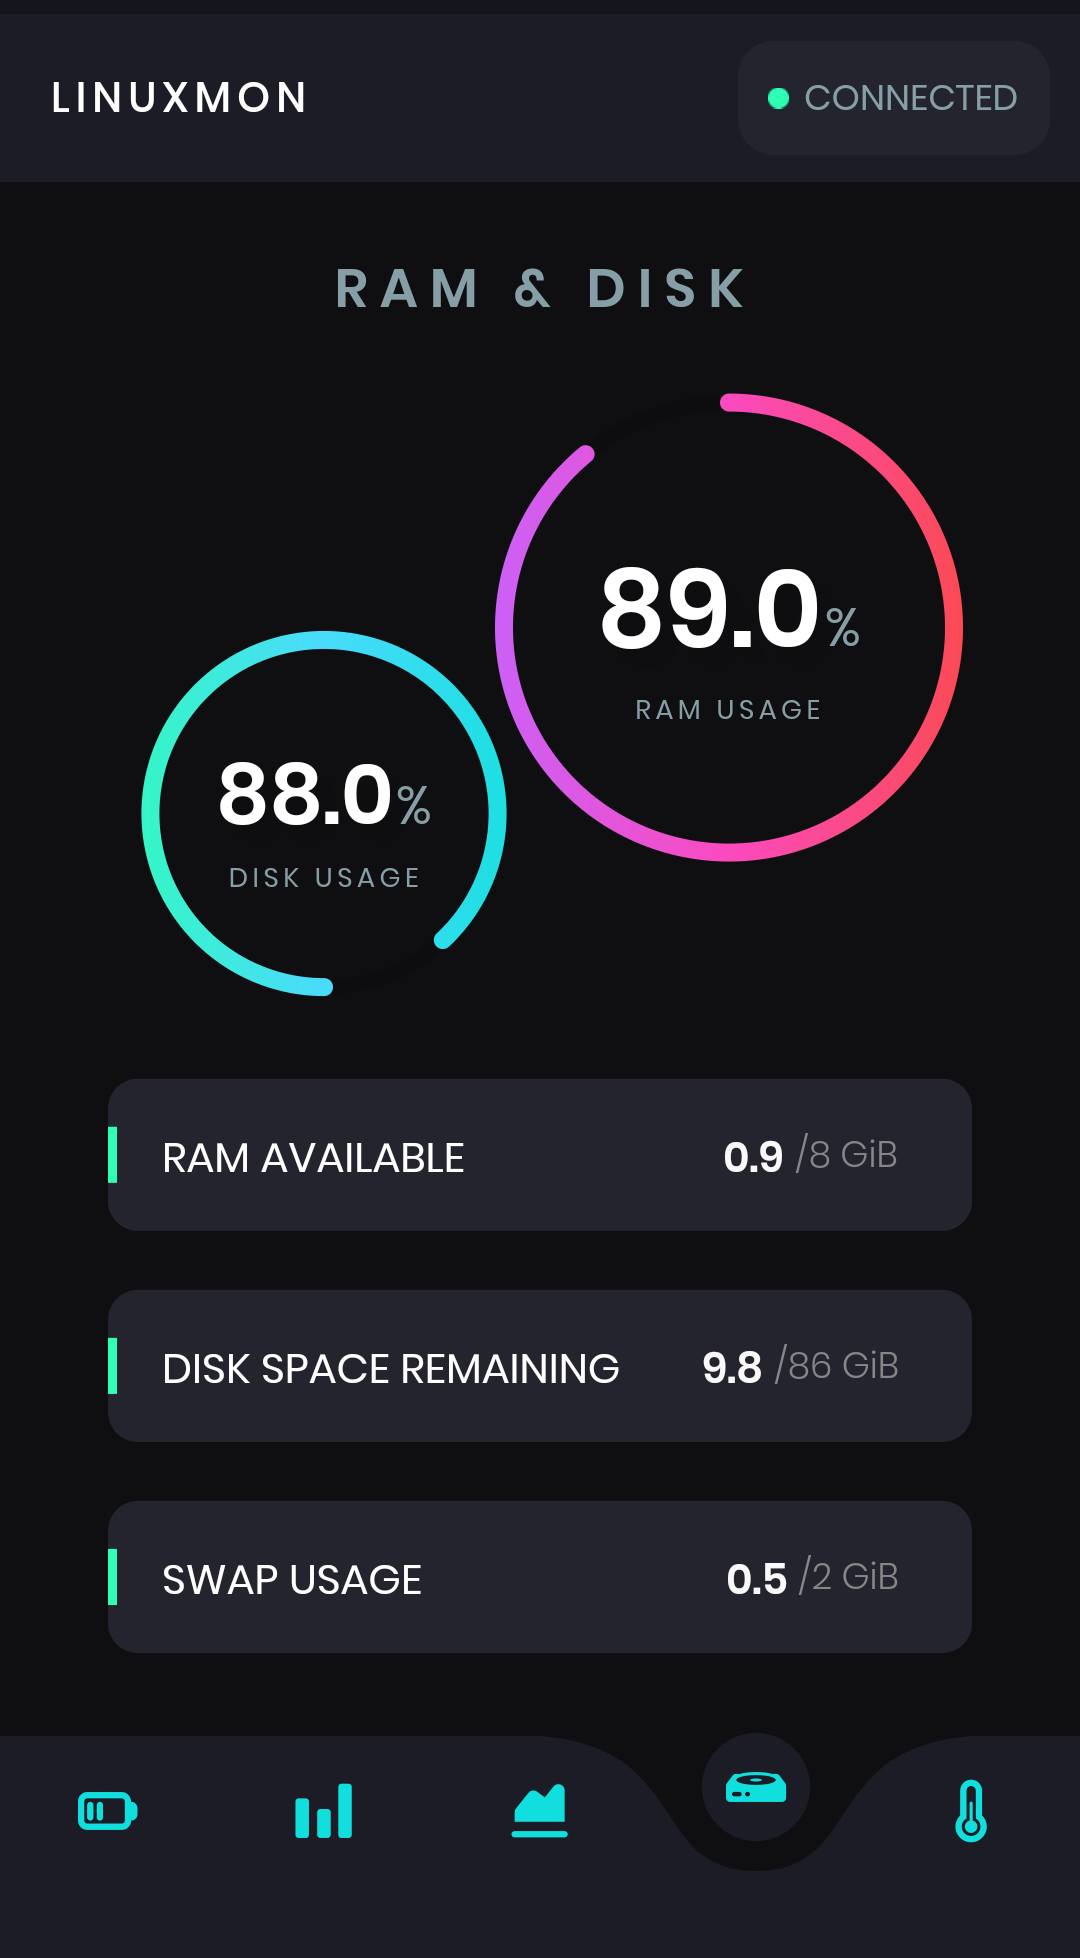 LINUXMON
CONNECTED
RAM & DISK
89.0%
RAM USAGE
88.0%
DISK USAGE
RAM AVAILABLE 0.9 /8 GiB
DISK SPACE REMAINING 9.8 /86 GiB
SWAP USAGE 0.5 /2 GiB